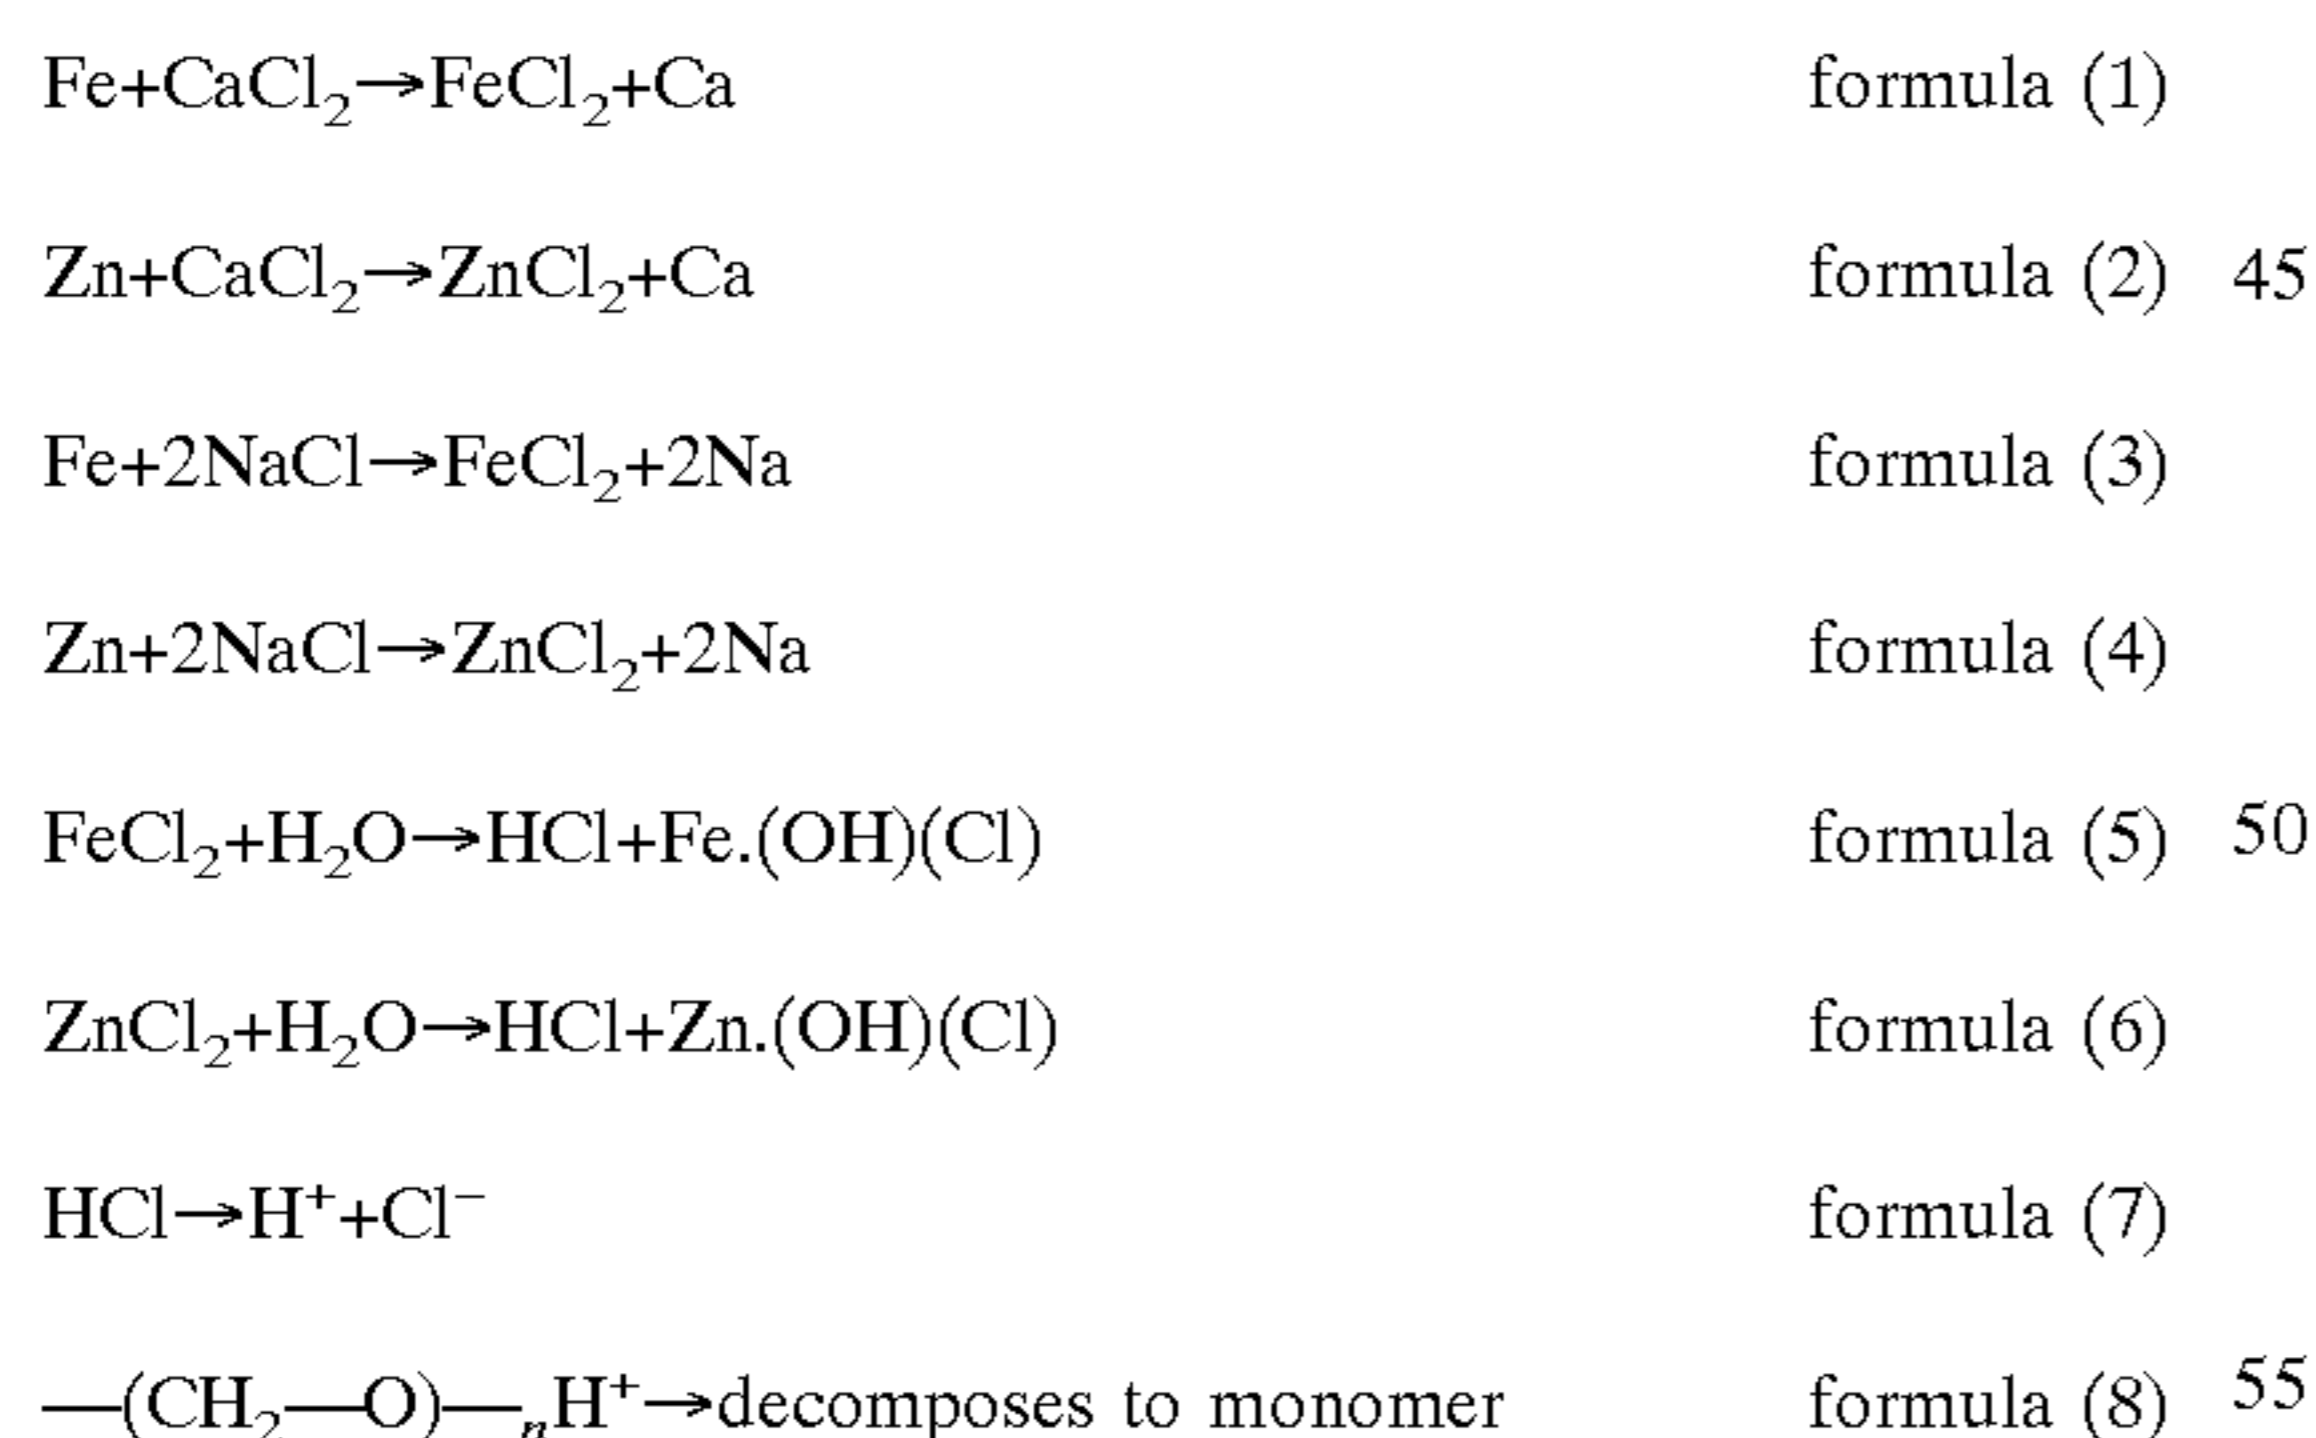 Fe+CaCl₂→FeCl₂+Ca formula (1)
Zn+CaCl₂→ZnCl₂+Ca formula (2) 45
Fe+2NaCl→FeCl₂+2Na formula (3)
Zn+2NaCl→ZnCl₂+2Na formula (4)
FeCl₂+H₂O→HCl+Fe.(OH)(Cl) formula (5) 50
ZnCl₂+H₂O→HCl+Zn.(OH)(Cl) formula (6)
HCl→H⁺+Cl⁻ formula (7)
—(CH₂—O)—ₙH⁺→decomposes to monomer formula (8) 55